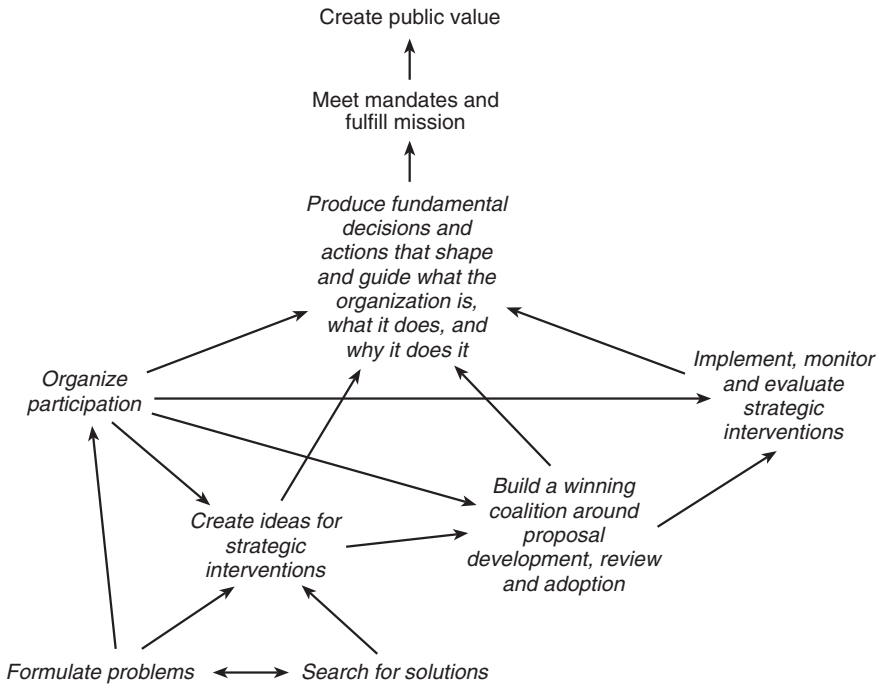 Create public value
Meet mandates and
fulfill mission
Produce fundamental
decisions and
actions that shape
and guide what the
organization is,
what it does, and
why it does it
Organize
participation
Implement, monitor
and evaluate
strategic
interventions
Create ideas for
strategic
interventions
Build a winning
coalition around
proposal
development, review
and adoption
Formulate problems
Search for solutions